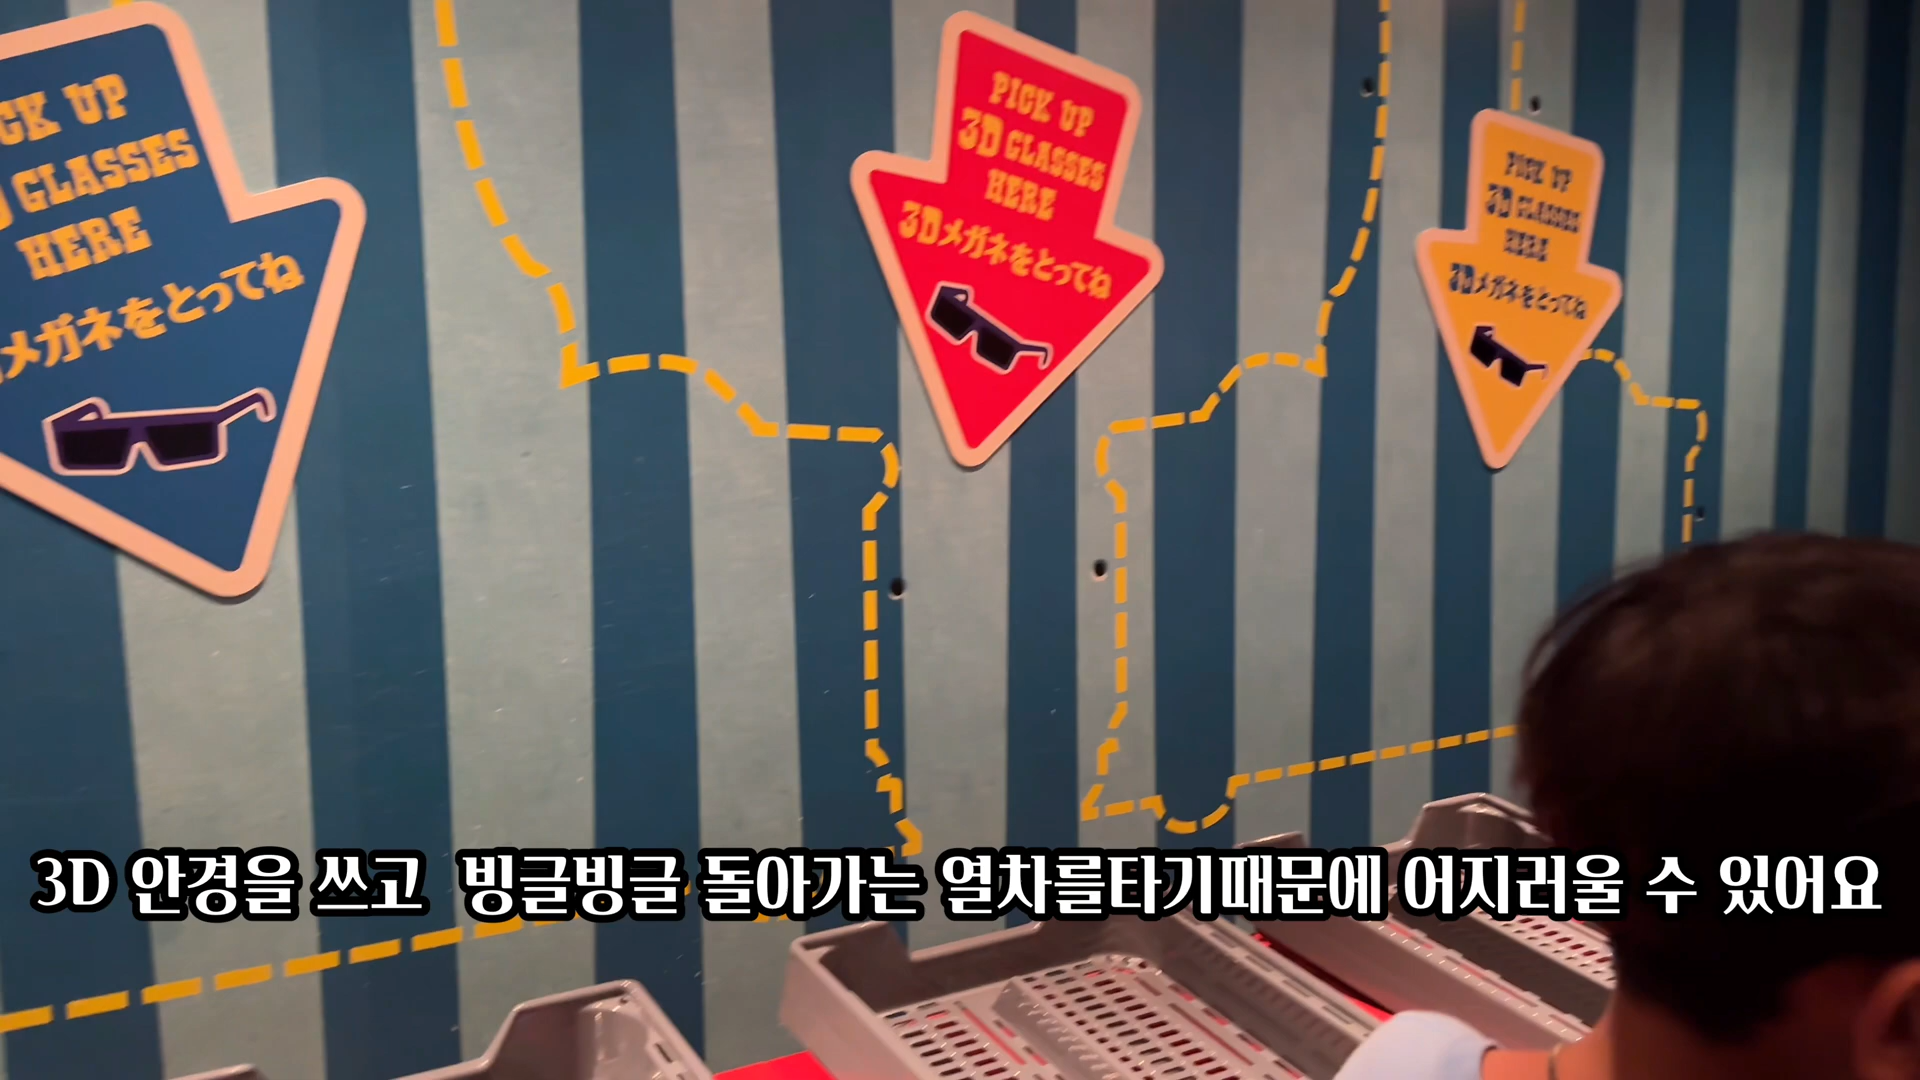 CK UP
D GLASSES
HERE
メガネをとってね
PICK UP
3D GLASSES
HERE
3Dメガネをとってね
PICK UP
3D GLASSES
HERE
3Dメガネをとってね
3D 안경을 쓰고 빙글빙글 돌아가는 열차를타기때문에 어지러울 수 있어요